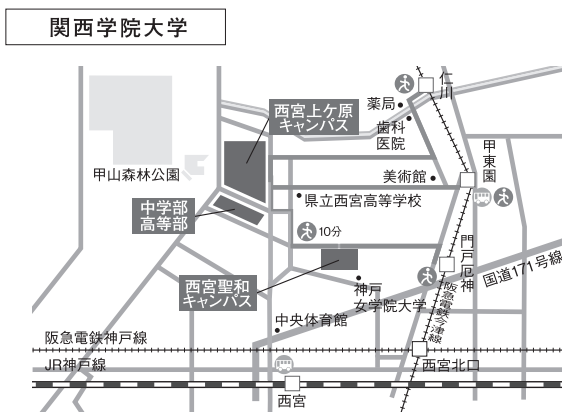 関西学院大学
仁川
薬局
西宮上ケ原
キャンパス
歯科
医院
甲東園
甲山森林公園
美術館
中学部
高等部
県立西宮高等学校
10分
門戸厄神
国道171号線
西宮聖和
キャンパス
神戸
女学院大学
阪急電鉄今津線
中央体育館
阪急電鉄神戸線
JR神戸線
西宮北口
西宮